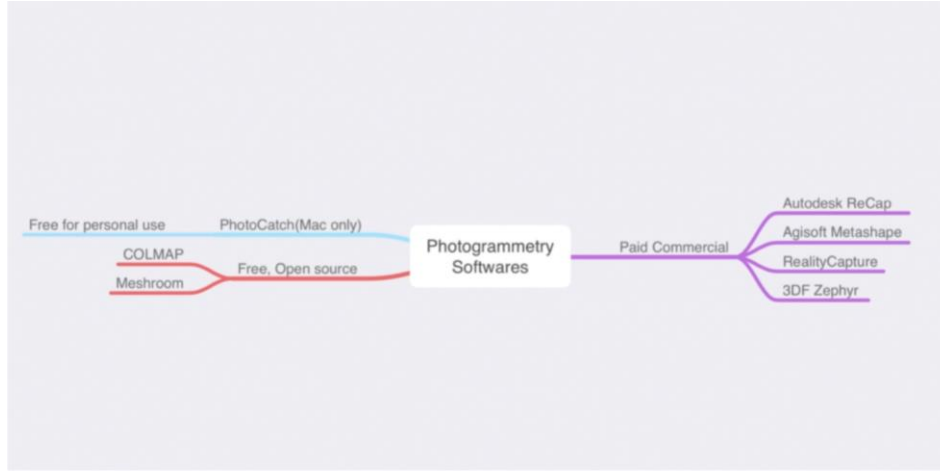 Free for personal use
PhotoCatch(Mac only)
COLMAP
Free, Open source
Meshroom
Photogrammetry
Softwares
Paid Commercial
Autodesk ReCap
Agisoft Metashape
RealityCapture
3DF Zephyr